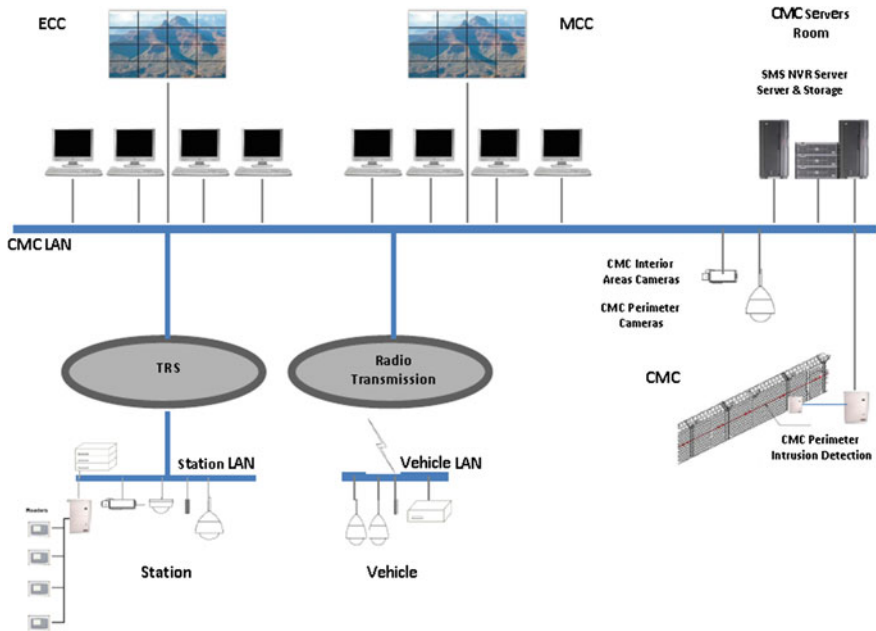 ECC
MCC
CMC Servers
Room
SMS NVR Server
Server & Storage
CMC LAN
CMC Interior
Areas Cameras
CMC Perimeter
Cameras
TRS
Radio
Transmission
CMC
CMC Perimeter
Intrusion Detection
Station LAN
Vehicle LAN
Readers
Station
Vehicle